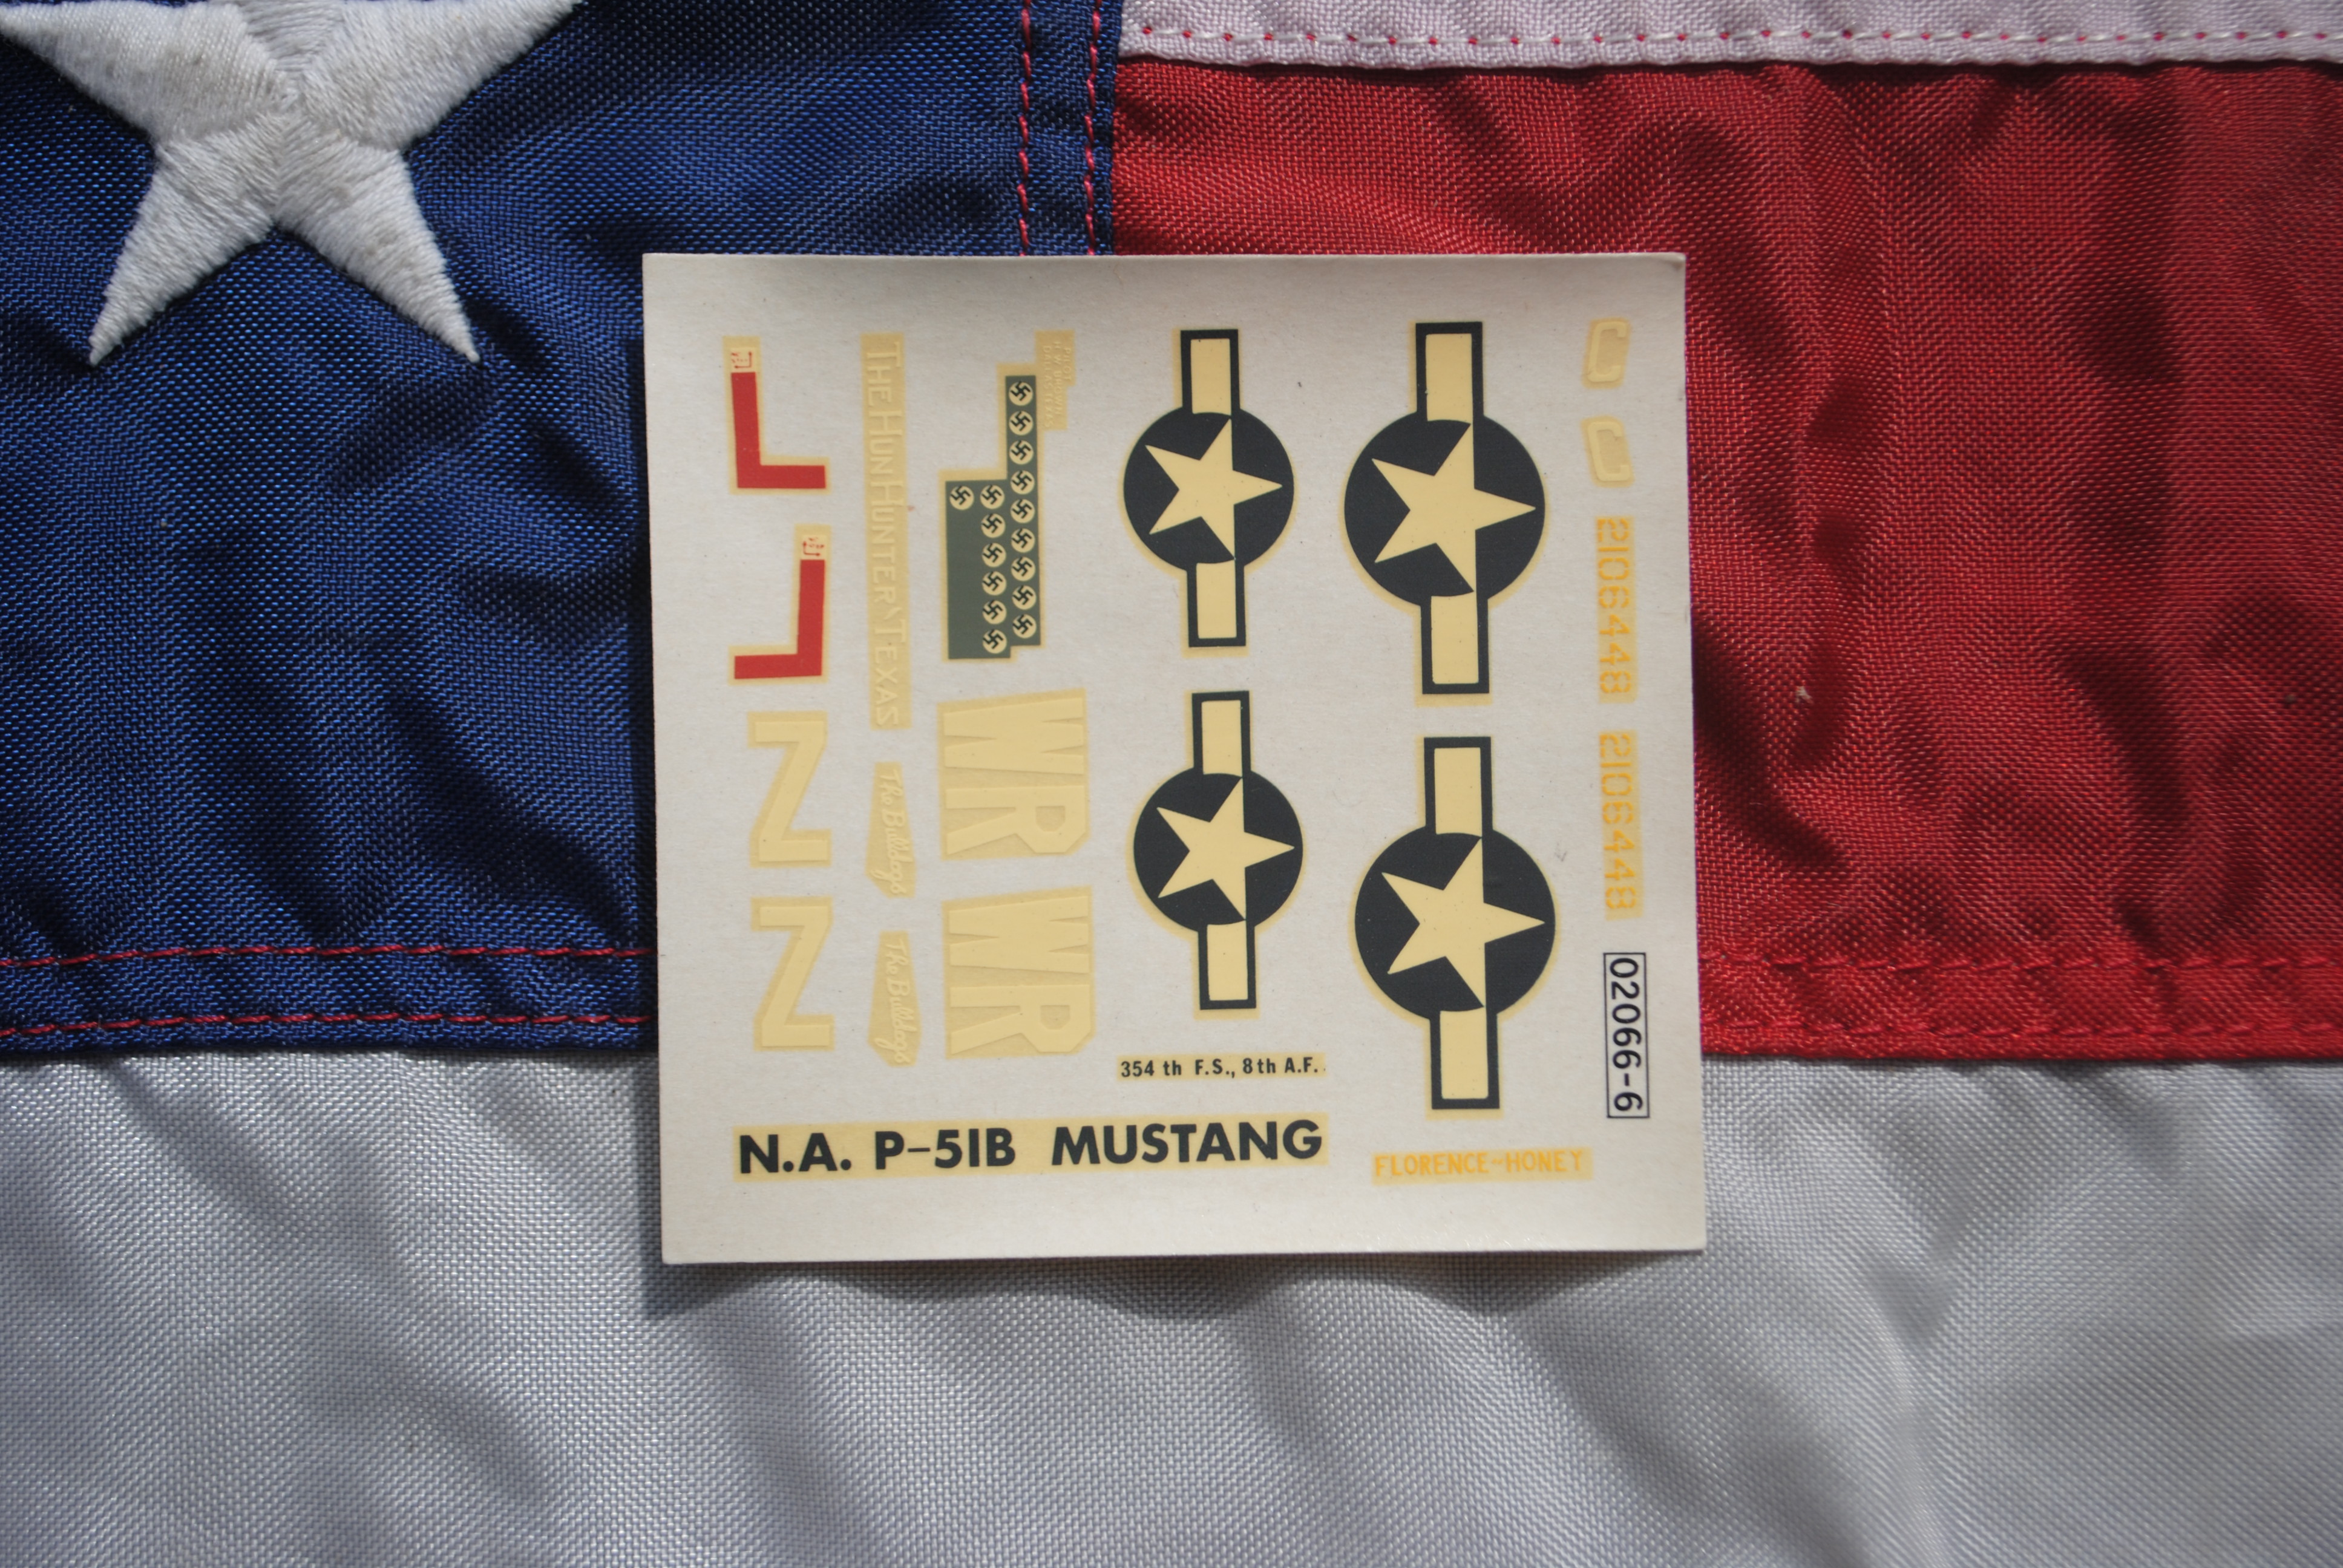 L
L
THE HUN HUNTER TEXAS
N
N
The Bulldogs
The Bulldogs
WR
WR
C
C
2106448
2106448
02066-6
354 th F.S., 8th A.F.
N.A. P-51B MUSTANG
FLORENCE-HONEY